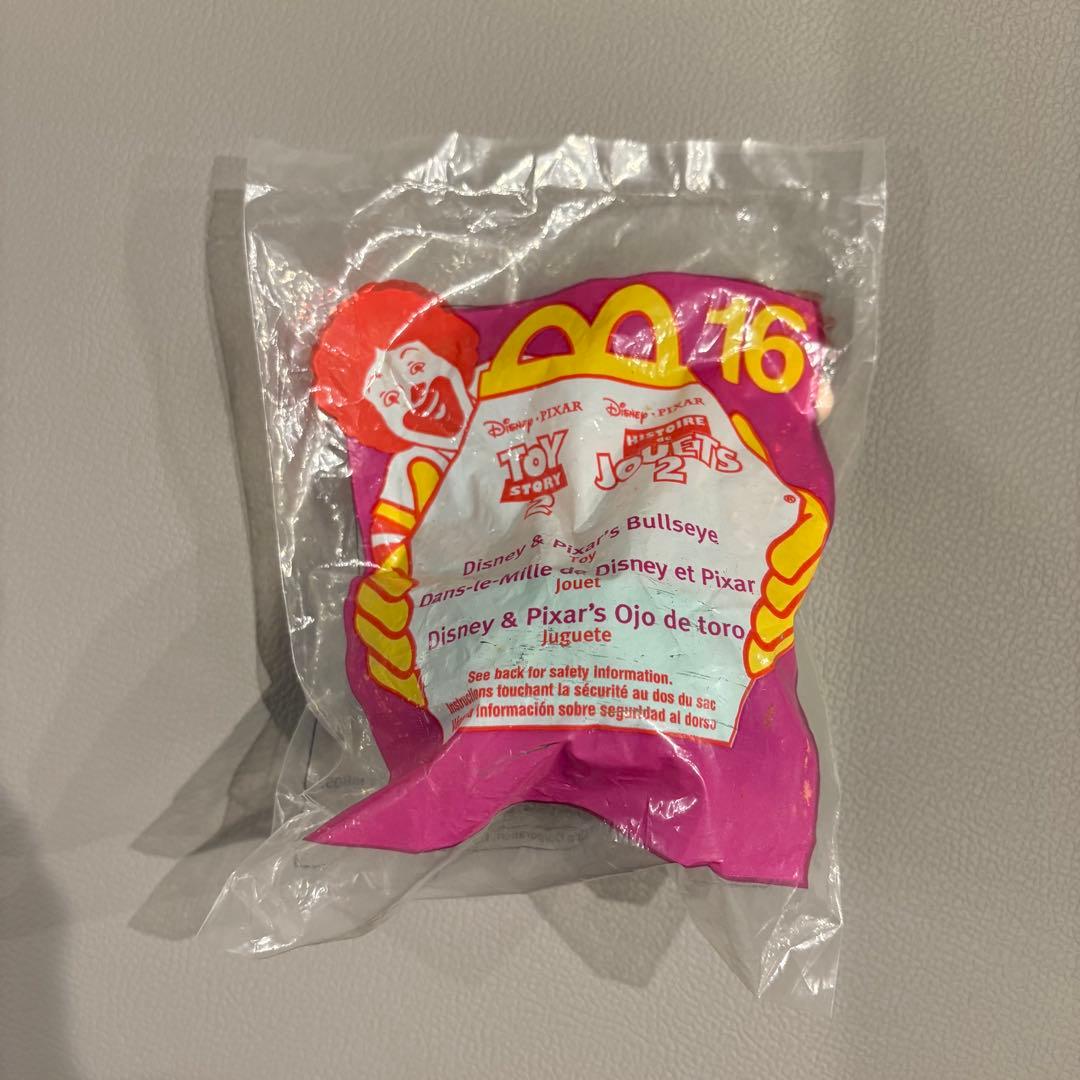 16
Disney · PIXAR
TOY
STORY
2
Disney · PIXAR
HISTOIRE
de
JOUETS
2
®
Disney & Pixar's Bullseye
Toy
Dans-le-Mille de Disney et Pixar
Jouet
Disney & Pixar's Ojo de toro
Juguete
See back for safety information.
Instructions touchant la sécurité au dos du sac
información sobre seguridad al dorso